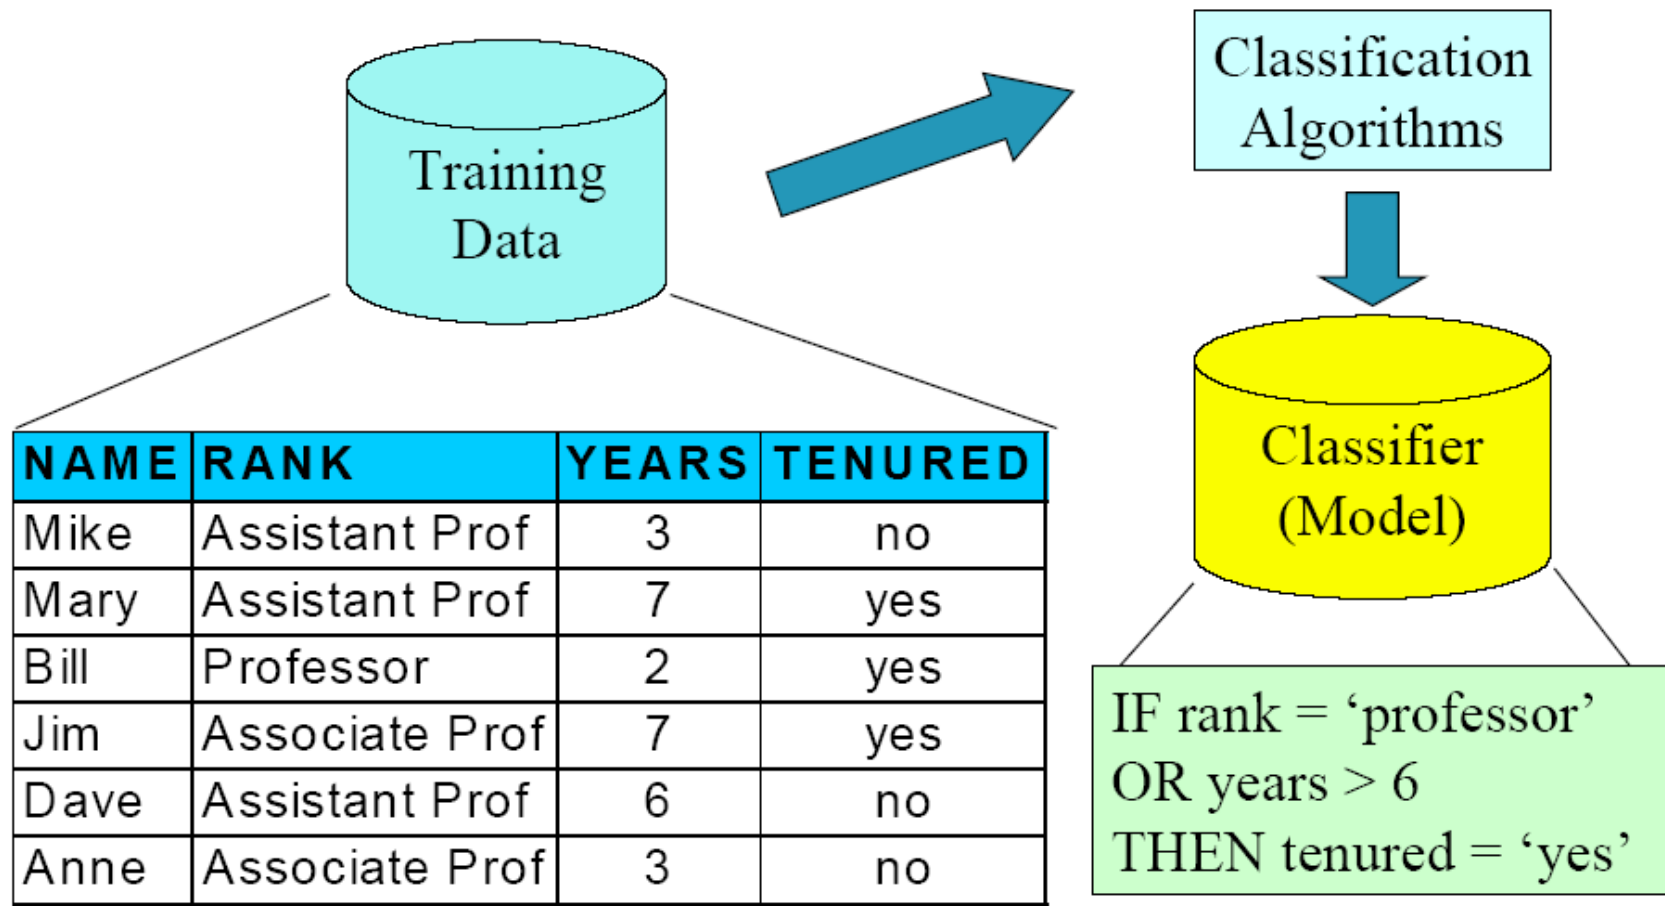 Training
Data
Classification
Algorithms
NAME RANK YEARS TENURED
Mike Assistant Prof 3 no
Mary Assistant Prof 7 yes
Bill Professor 2 yes
Jim Associate Prof 7 yes
Dave Assistant Prof 6 no
Anne Associate Prof 3 no
Classifier
(Model)
IF rank = ‘professor’
OR years > 6
THEN tenured = ‘yes’